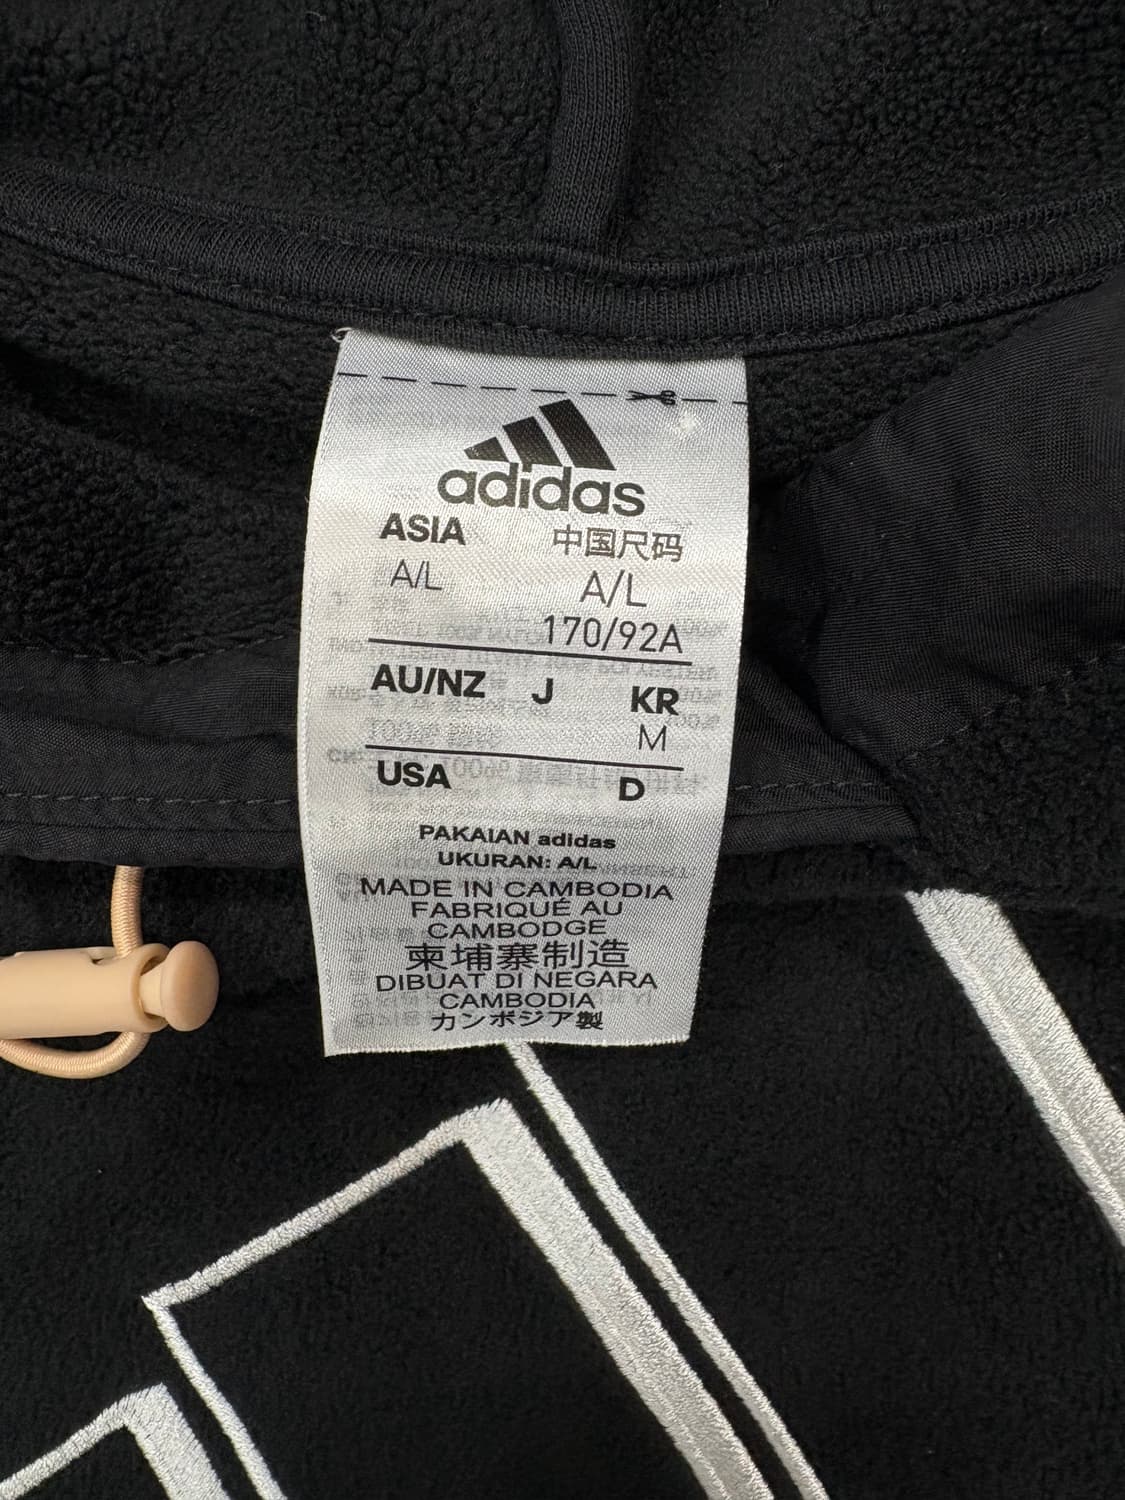 adidas
ASIA 中国尺码
A/L A/L
170/92A
AU/NZ J KR
M
USA D
PAKAIAN adidas
UKURAN: A/L
MADE IN CAMBODIA
FABRIQUÉ AU
CAMBODGE
柬埔寨制造
DIBUAT DI NEGARA
CAMBODIA
カンボジア製